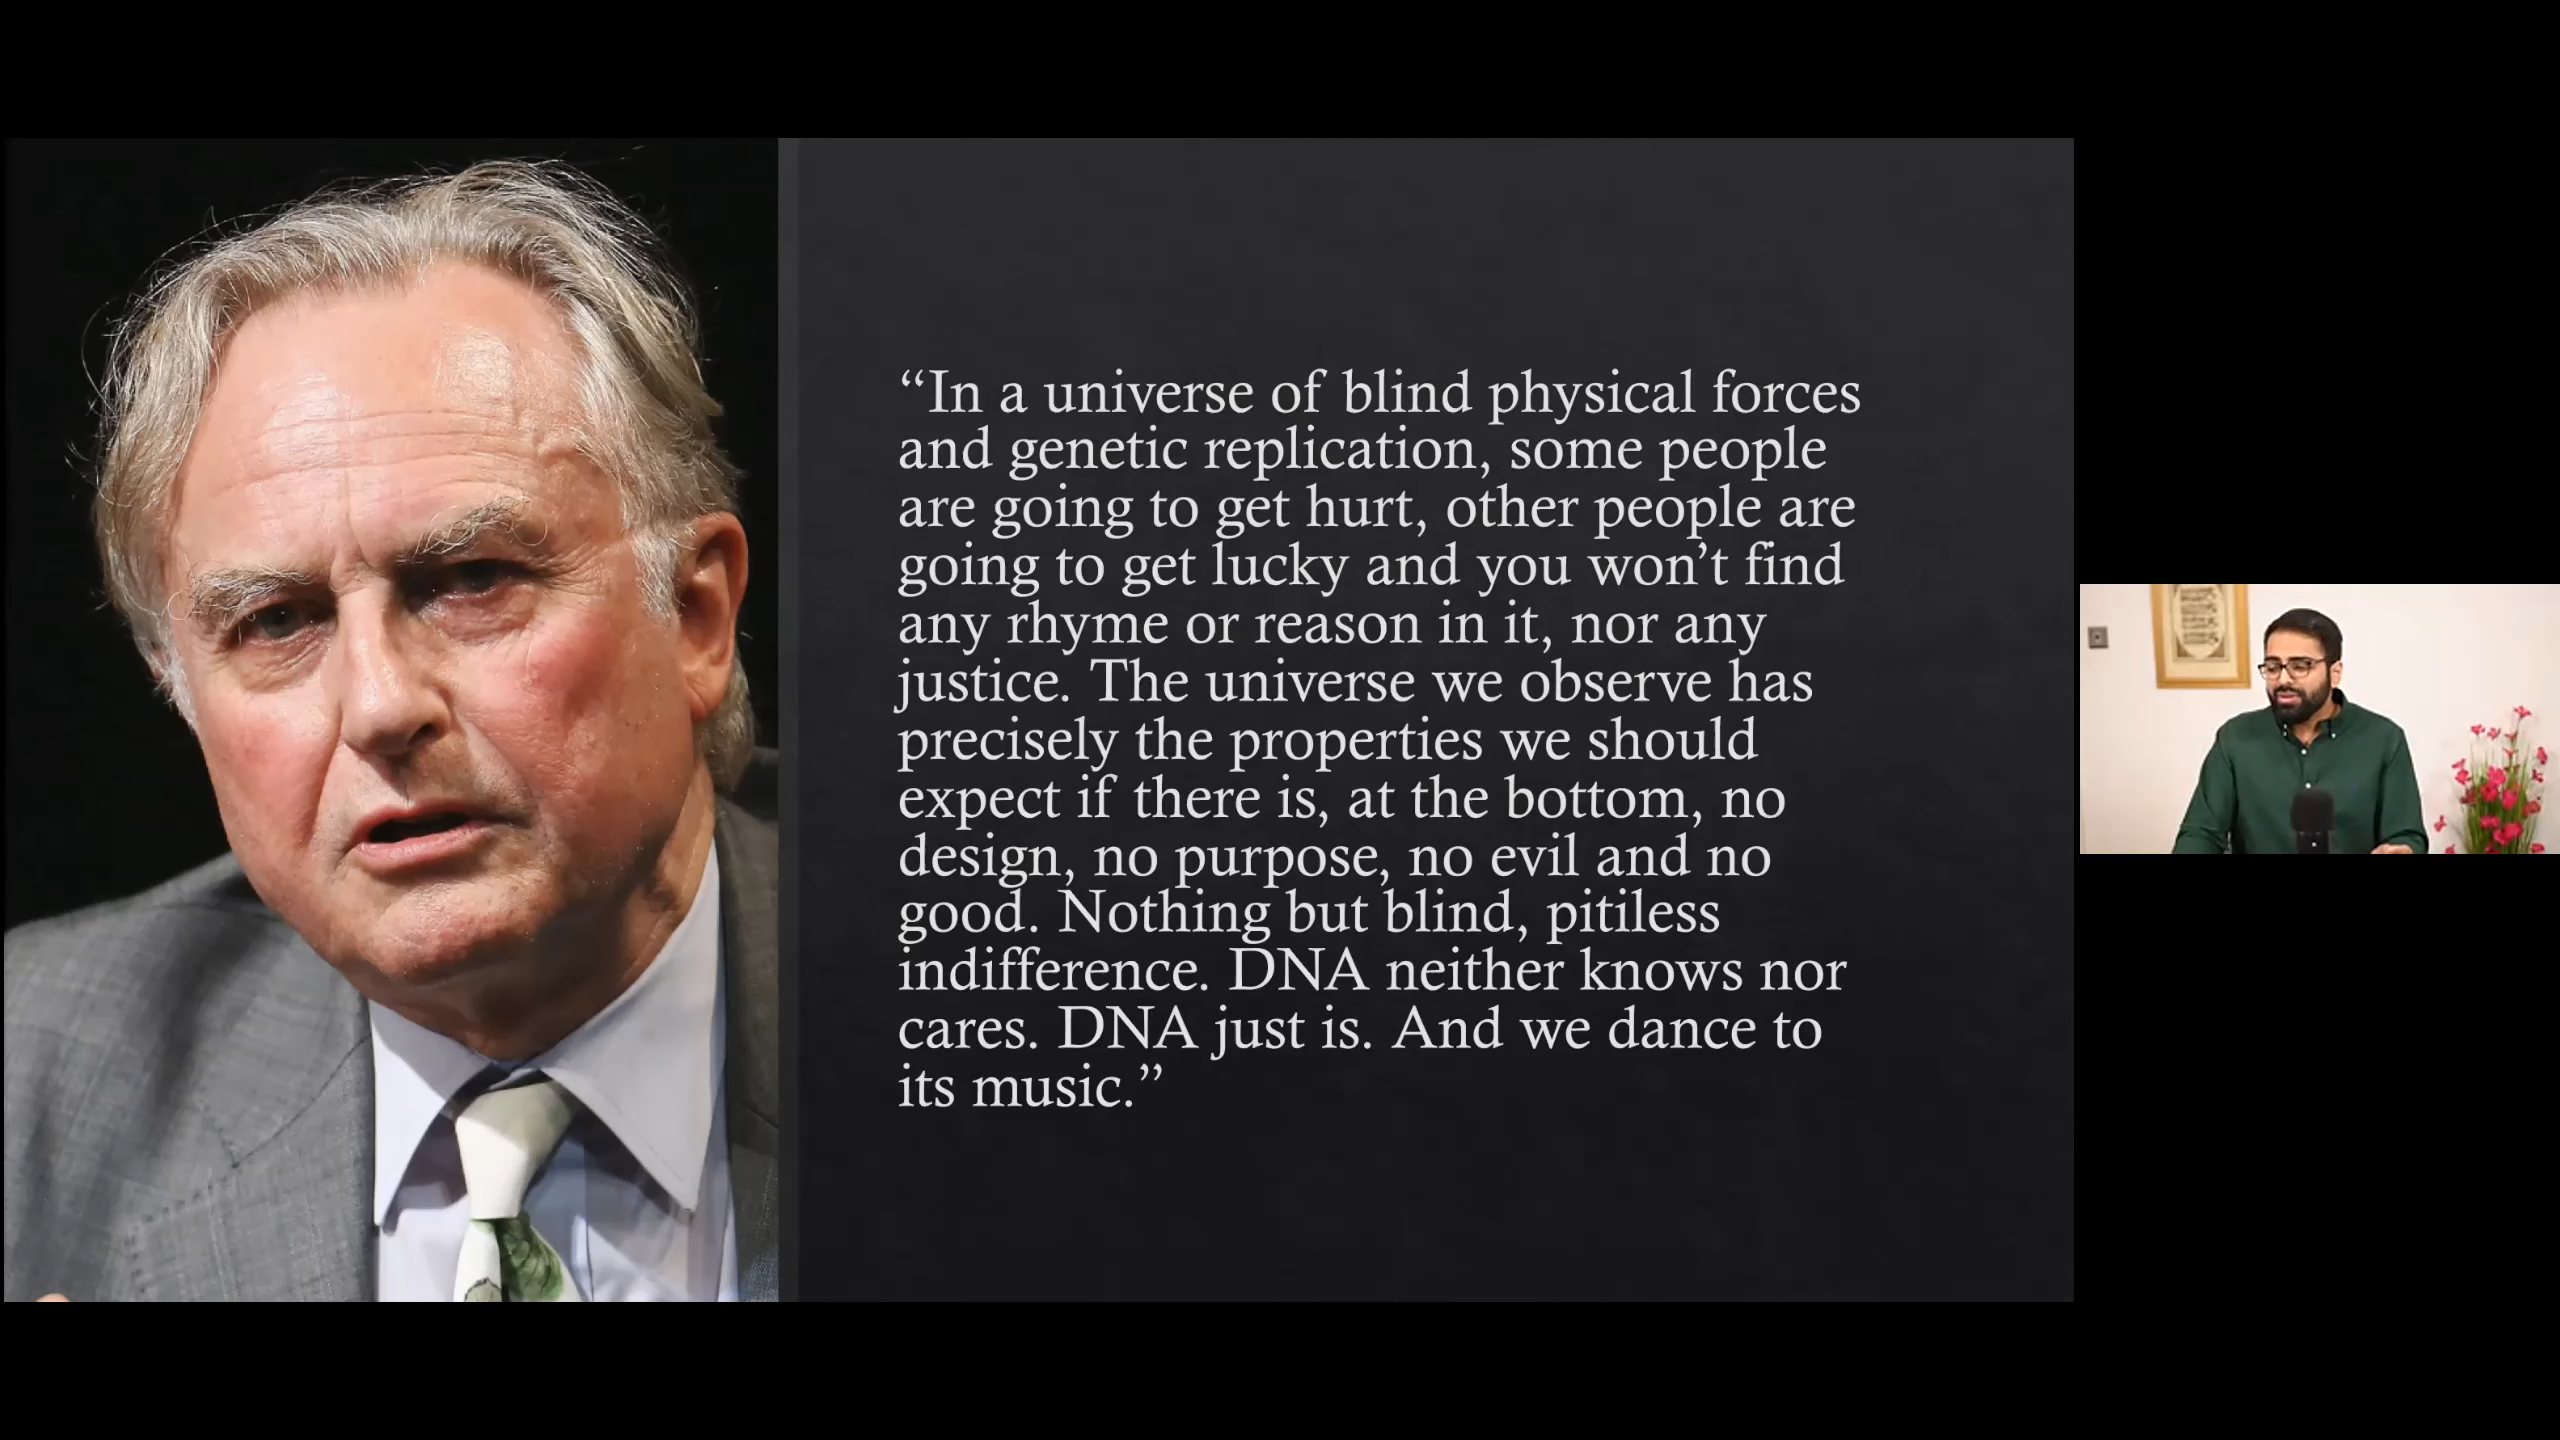 “In a universe of blind physical forces
and genetic replication, some people
are going to get hurt, other people are
going to get lucky and you won’t find
any rhyme or reason in it, nor any
justice. The universe we observe has
precisely the properties we should
expect if there is, at the bottom, no
design, no purpose, no evil and no
good. Nothing but blind, pitiless
indifference. DNA neither knows nor
cares. DNA just is. And we dance to
its music.”